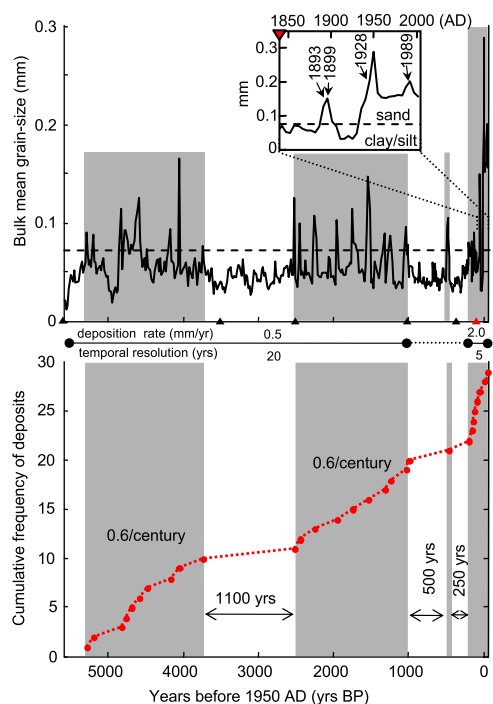 1850 1900 1950 2000 (AD)
0.3
0.2
0.1
0
mm
1893
1899
1928
1989
sand
clay/silt
0.3
0.2
0.1
0
Bulk mean grain-size (mm)
deposition rate (mm/yr) 0.5 2.0
temporal resolution (yrs) 20 5
30
25
20
15
10
5
0
Cumulative frequency of deposits
0.6/century
0.6/century
1100 yrs
500 yrs
250 yrs
5000 4000 3000 2000 1000 0
Years before 1950 AD (yrs BP)